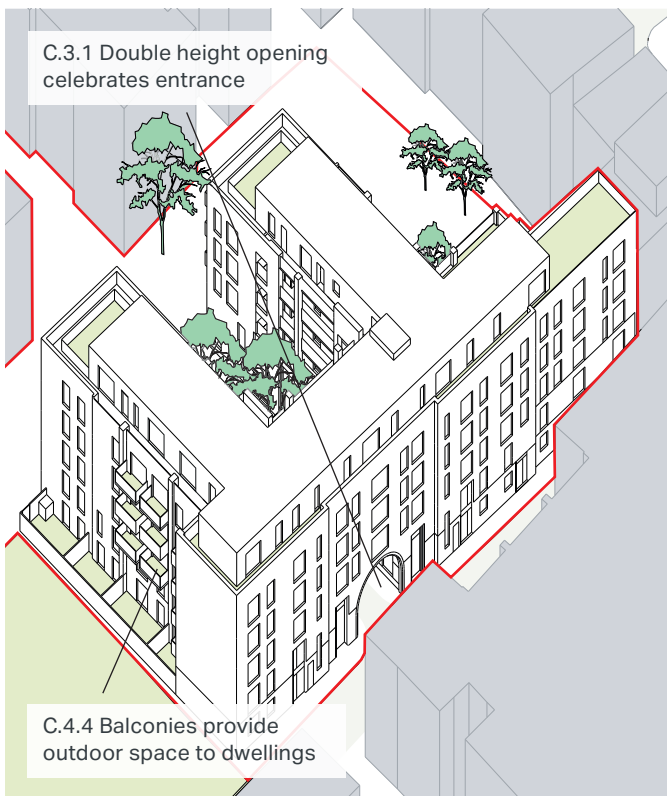 C.3.1 Double height opening
celebrates entrance
C.4.4 Balconies provide
outdoor space to dwellings